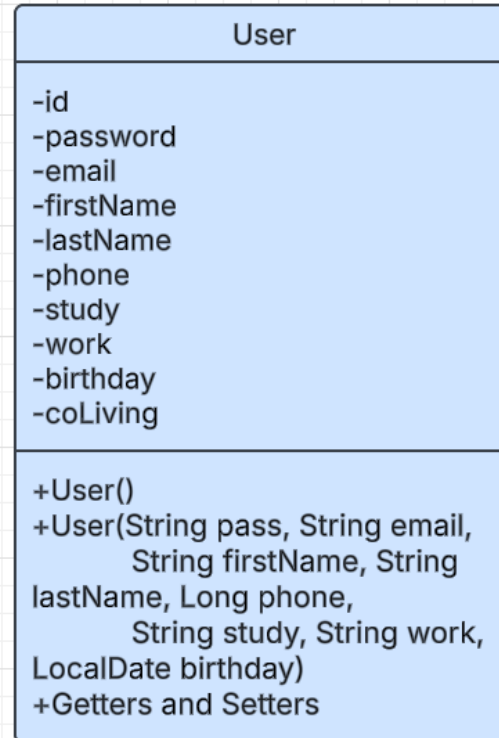 User
-id
-password
-email
-firstName
-lastName
-phone
-study
-work
-birthday
-coLiving
+User()
+User(String pass, String email,
String firstName, String
lastName, Long phone,
String study, String work,
LocalDate birthday)
+Getters and Setters